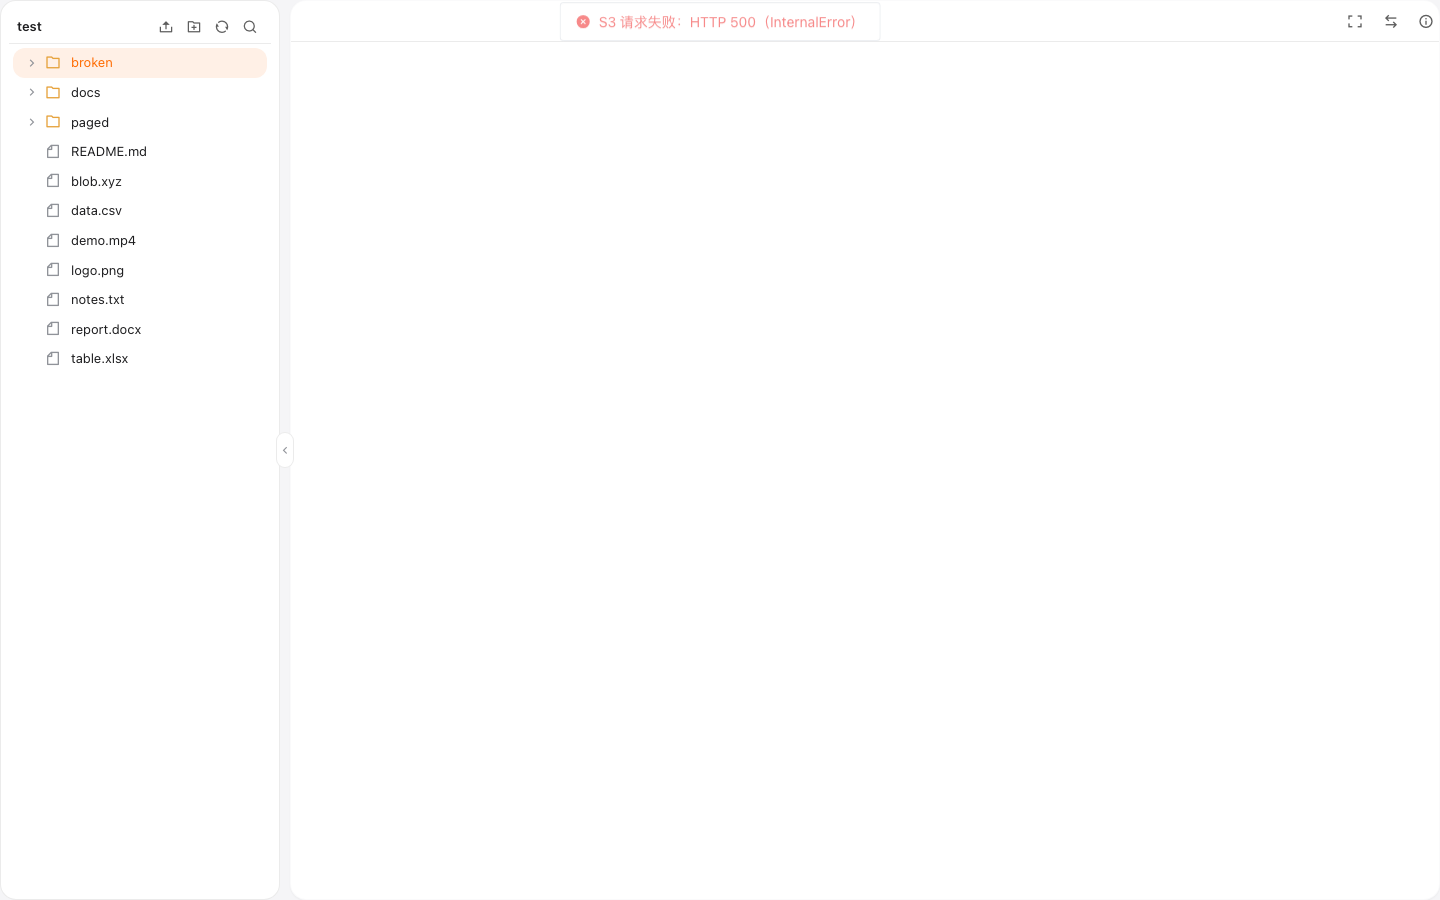 test
S3 请求失败：HTTP 500（InternalError）
broken
docs
paged
README.md
blob.xyz
data.csv
demo.mp4
logo.png
notes.txt
report.docx
table.xlsx